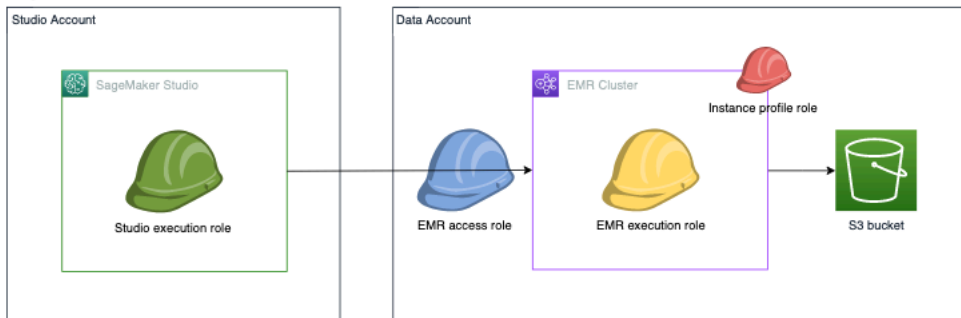 Studio Account
Data Account
SageMaker Studio
EMR Cluster
Instance profile role
Studio execution role
EMR access role
EMR execution role
S3 bucket